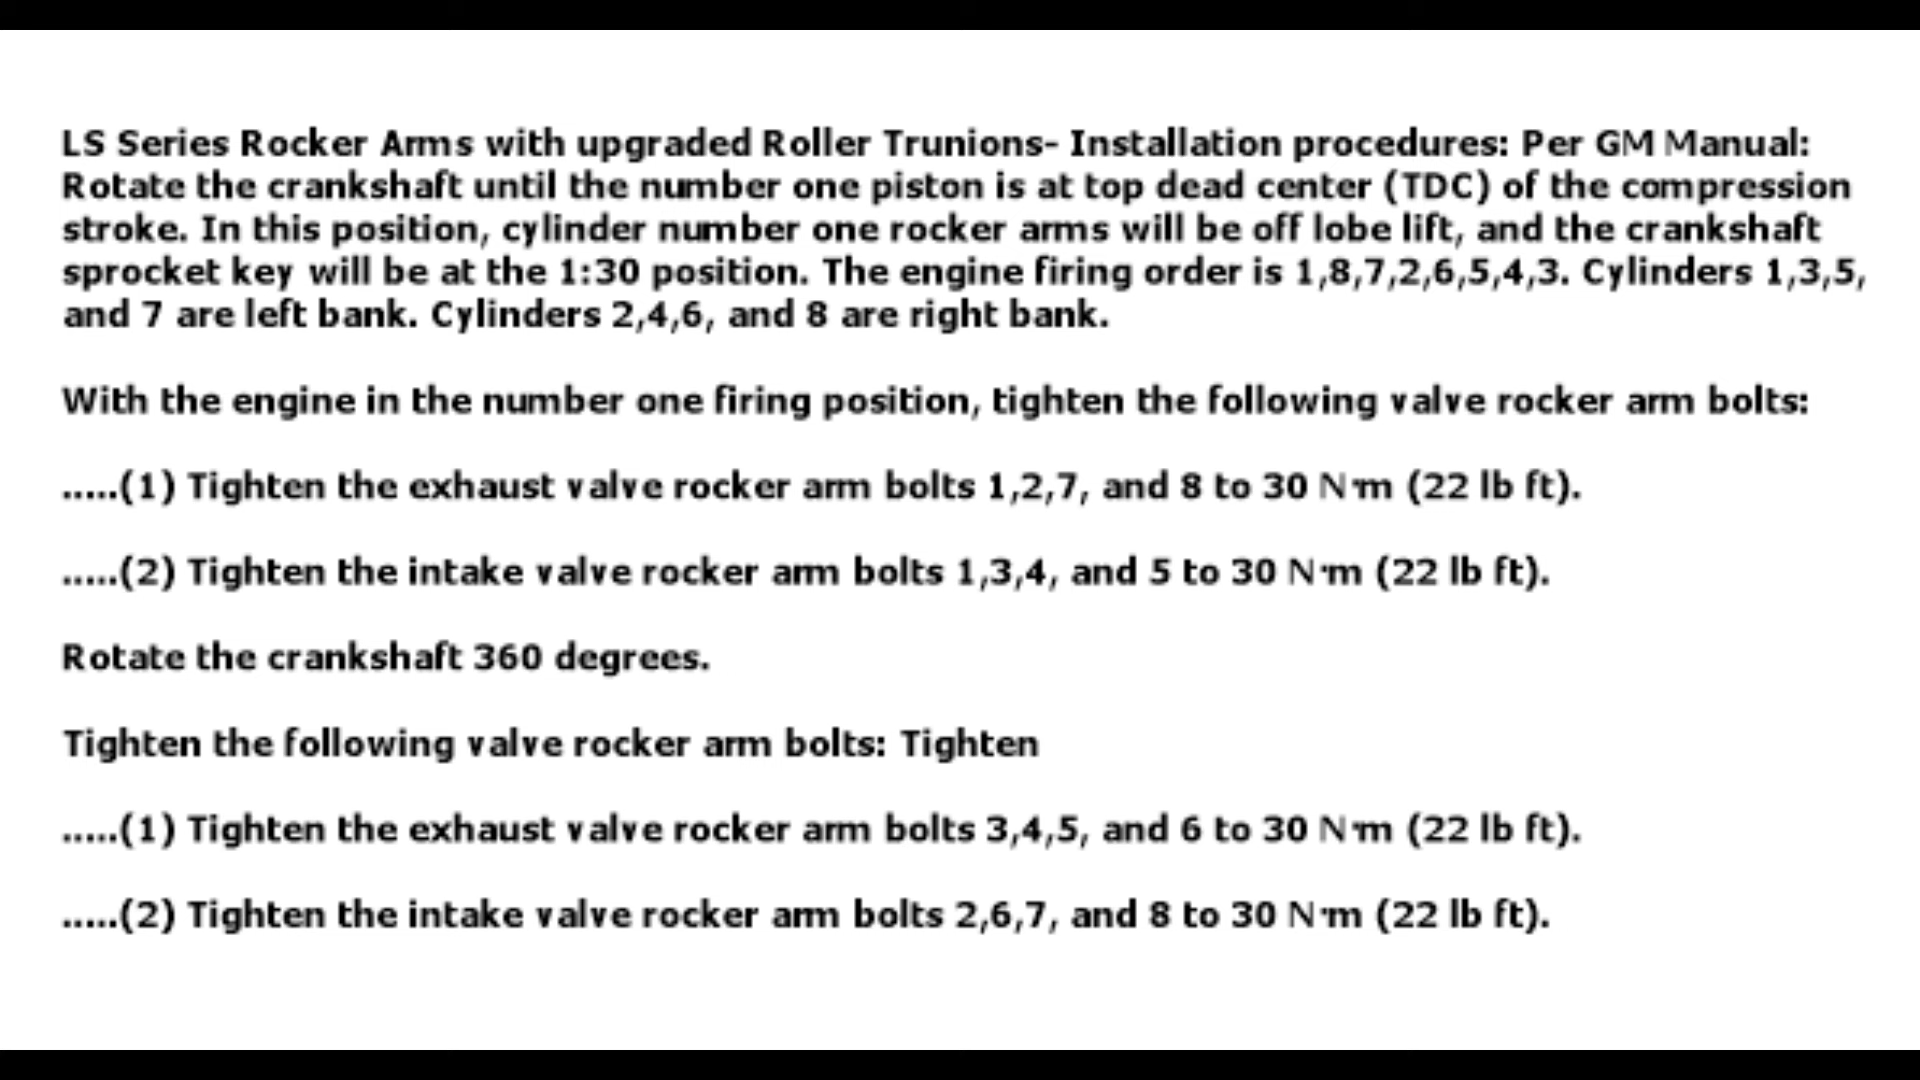 LS Series Rocker Arms with upgraded Roller Trunions- Installation procedures: Per GM Manual:
Rotate the crankshaft until the number one piston is at top dead center (TDC) of the compression
stroke. In this position, cylinder number one rocker arms will be off lobe lift, and the crankshaft
sprocket key will be at the 1:30 position. The engine firing order is 1,8,7,2,6,5,4,3. Cylinders 1,3,5,
and 7 are left bank. Cylinders 2,4,6, and 8 are right bank.
With the engine in the number one firing position, tighten the following valve rocker arm bolts:
.....(1) Tighten the exhaust valve rocker arm bolts 1,2,7, and 8 to 30 N·m (22 lb ft).
.....(2) Tighten the intake valve rocker arm bolts 1,3,4, and 5 to 30 N·m (22 lb ft).
Rotate the crankshaft 360 degrees.
Tighten the following valve rocker arm bolts: Tighten
.....(1) Tighten the exhaust valve rocker arm bolts 3,4,5, and 6 to 30 N·m (22 lb ft).
.....(2) Tighten the intake valve rocker arm bolts 2,6,7, and 8 to 30 N·m (22 lb ft).